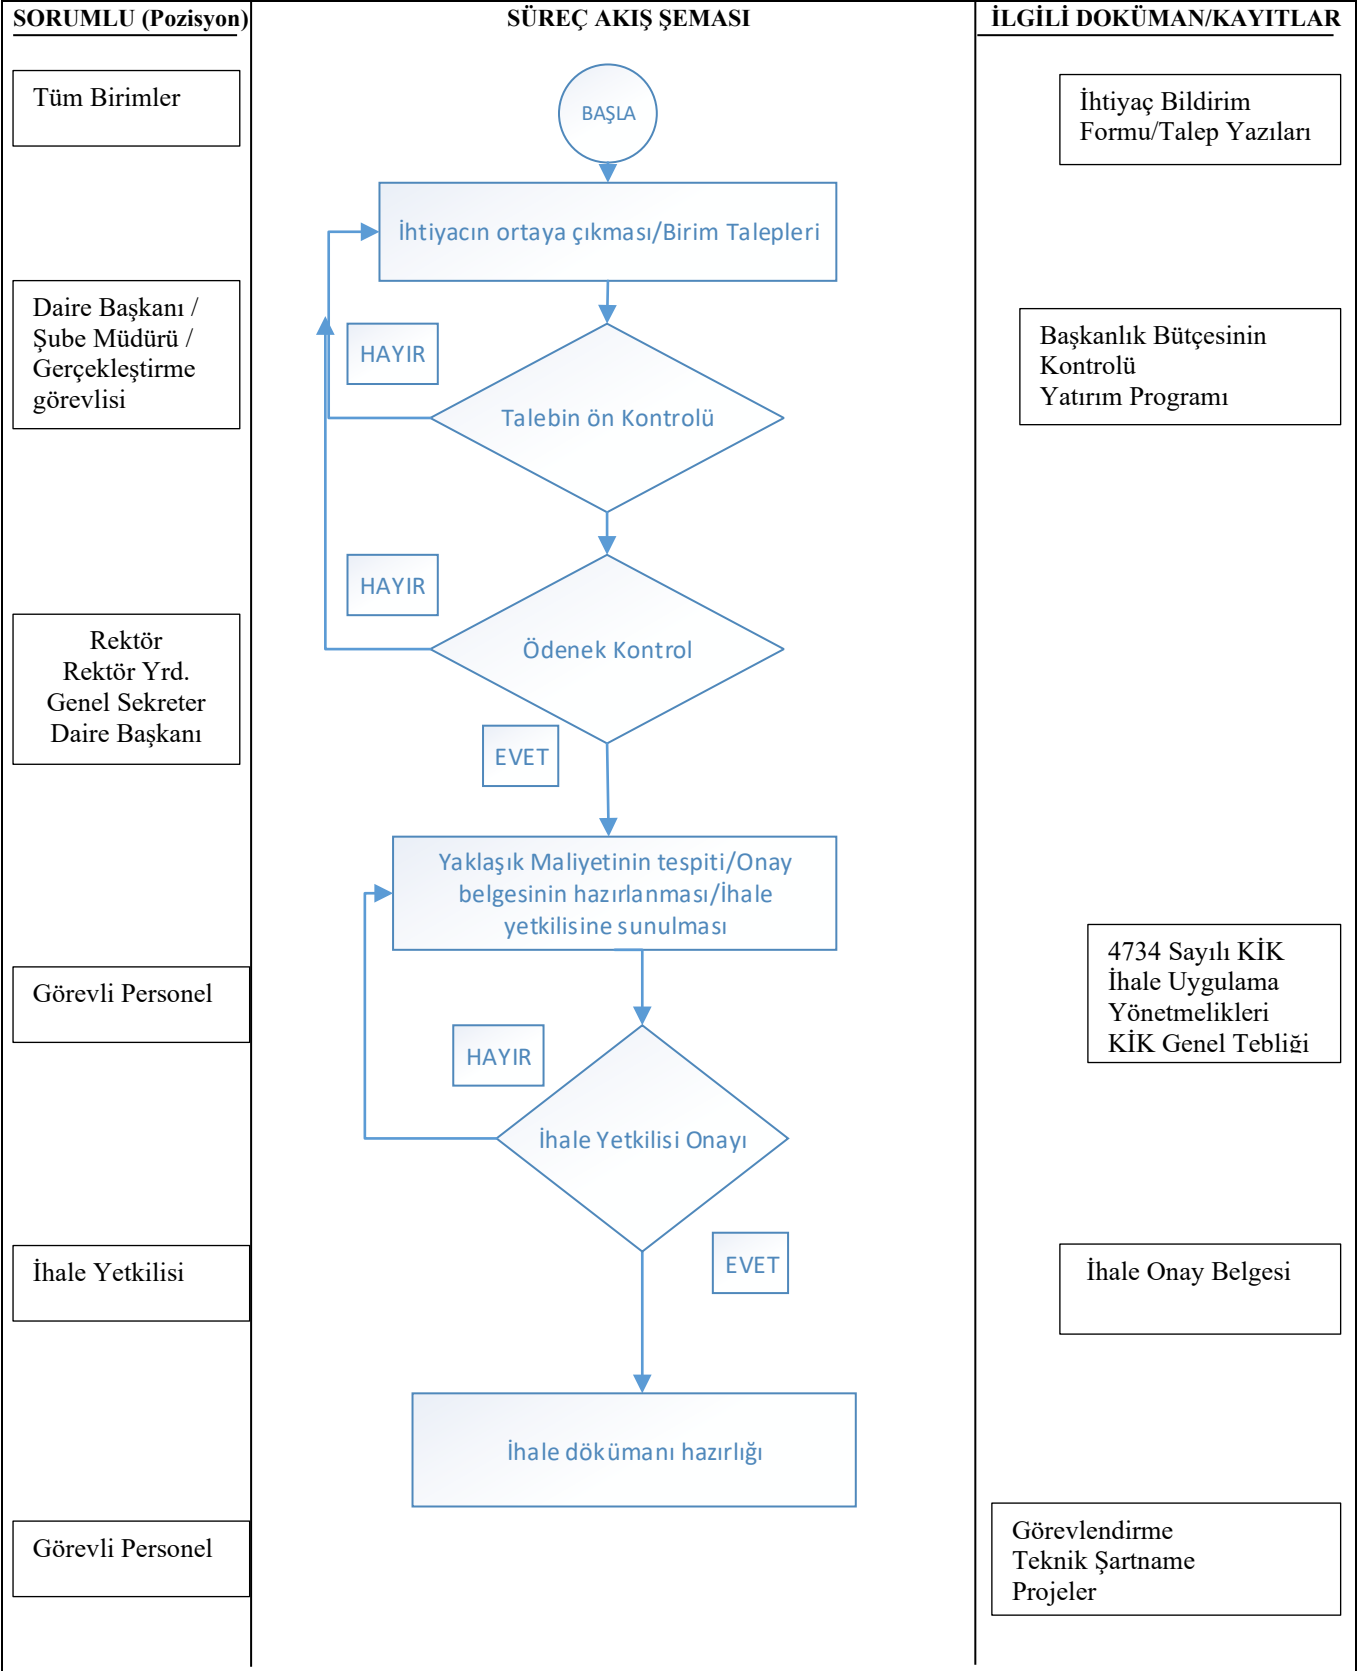 SORUMLU (Pozisyon)
SÜREÇ AKIŞ ŞEMASI
İLGİLİ DOKÜMAN/KAYITLAR
Tüm Birimler
BAŞLA
İhtiyaç Bildirim
Formu/Talep Yazıları
İhtiyacın ortaya çıkması/Birim Talepleri
Daire Başkanı /
Şube Müdürü /
Gerçekleştirme
görevlisi
HAYIR
Talebin ön Kontrolü
Başkanlık Bütçesinin
Kontrolü
Yatırım Programı
HAYIR
Ödenek Kontrol
Rektör
Rektör Yrd.
Genel Sekreter
Daire Başkanı
EVET
Yaklaşık Maliyetinin tespiti/Onay
belgesinin hazırlanması/İhale
yetkilisine sunulması
Görevli Personel
4734 Sayılı KİK
İhale Uygulama
Yönetmelikleri
KİK Genel Tebliği
HAYIR
İhale Yetkilisi Onayı
İhale Yetkilisi
EVET
İhale Onay Belgesi
İhale dökümanı hazırlığı
Görevli Personel
Görevlendirme
Teknik Şartname
Projeler